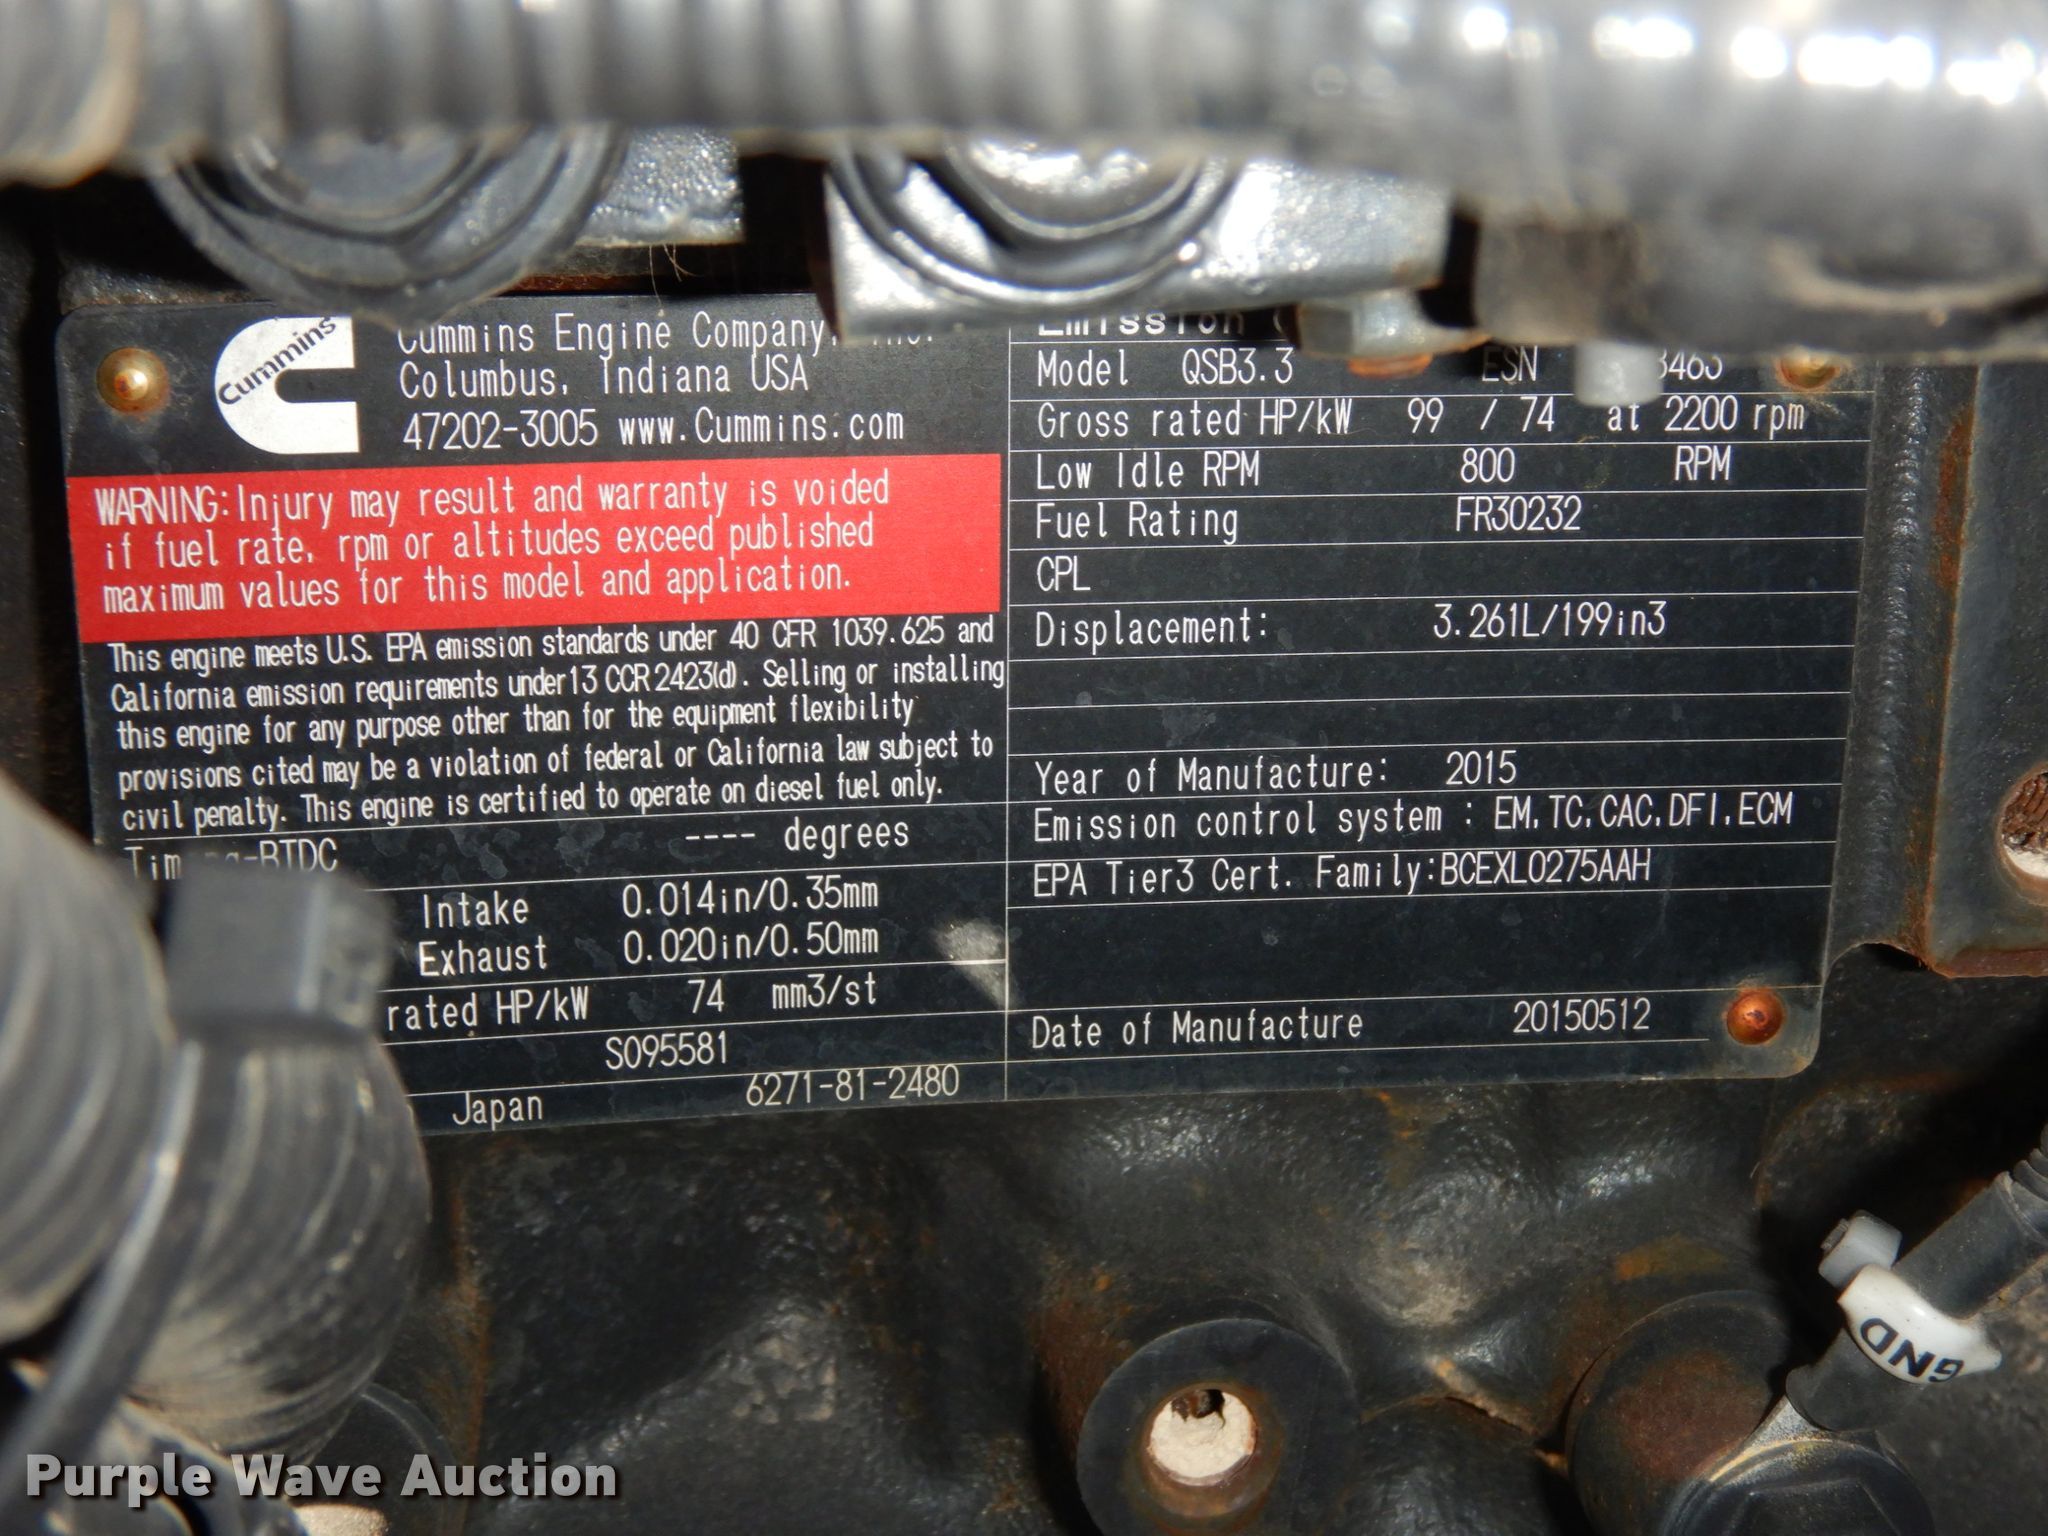 Cummins
Cummins Engine Company, Inc.
Columbus, Indiana USA
47202-3005 www.Cummins.com
WARNING: Injury may result and warranty is voided
if fuel rate, rpm or altitudes exceed published
maximum values for this model and application.
This engine meets U.S. EPA emission standards under 40 CFR 1039.625 and
California emission requirements under 13 CCR 2423(d). Selling or installing
this engine for any purpose other than for the equipment flexibility
provisions cited may be a violation of federal or California law subject to
civil penalty. This engine is certified to operate on diesel fuel only.
Timing-BTDC ---- degrees
Intake 0.014in/0.35mm
Exhaust 0.020in/0.50mm
rated HP/kW 74 mm3/st
S095581
Japan 6271-81-2480
Emission
Model QSB3.3 ESN
Gross rated HP/kW 99 / 74 at 2200 rpm
Low Idle RPM 800 RPM
Fuel Rating FR30232
CPL
Displacement: 3.261L/199in3
Year of Manufacture: 2015
Emission control system : EM,TC,CAC,DFI,ECM
EPA Tier3 Cert. Family:BCEXL0275AAH
Date of Manufacture 20150512
GND
Purple Wave Auction